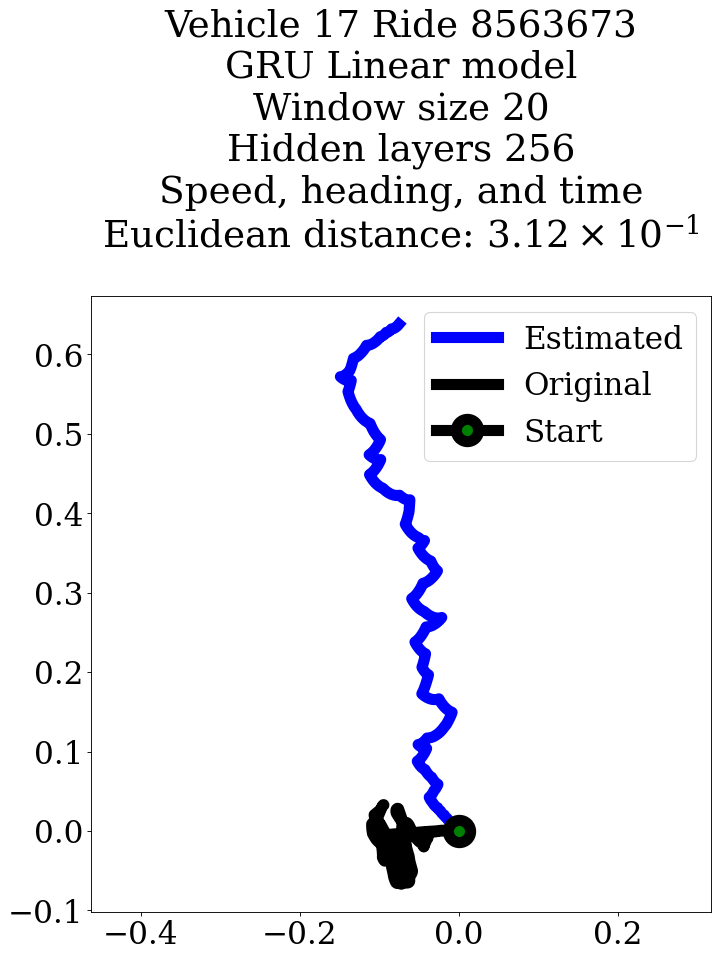 Vehicle 17 Ride 8563673
GRU Linear model
Window size 20
Hidden layers 256
Speed, heading, and time
Euclidean distance: 3.12 × 10⁻¹
Estimated
Original
Start
0.6
0.5
0.4
0.3
0.2
0.1
0.0
−0.1
−0.4 −0.2 0.0 0.2